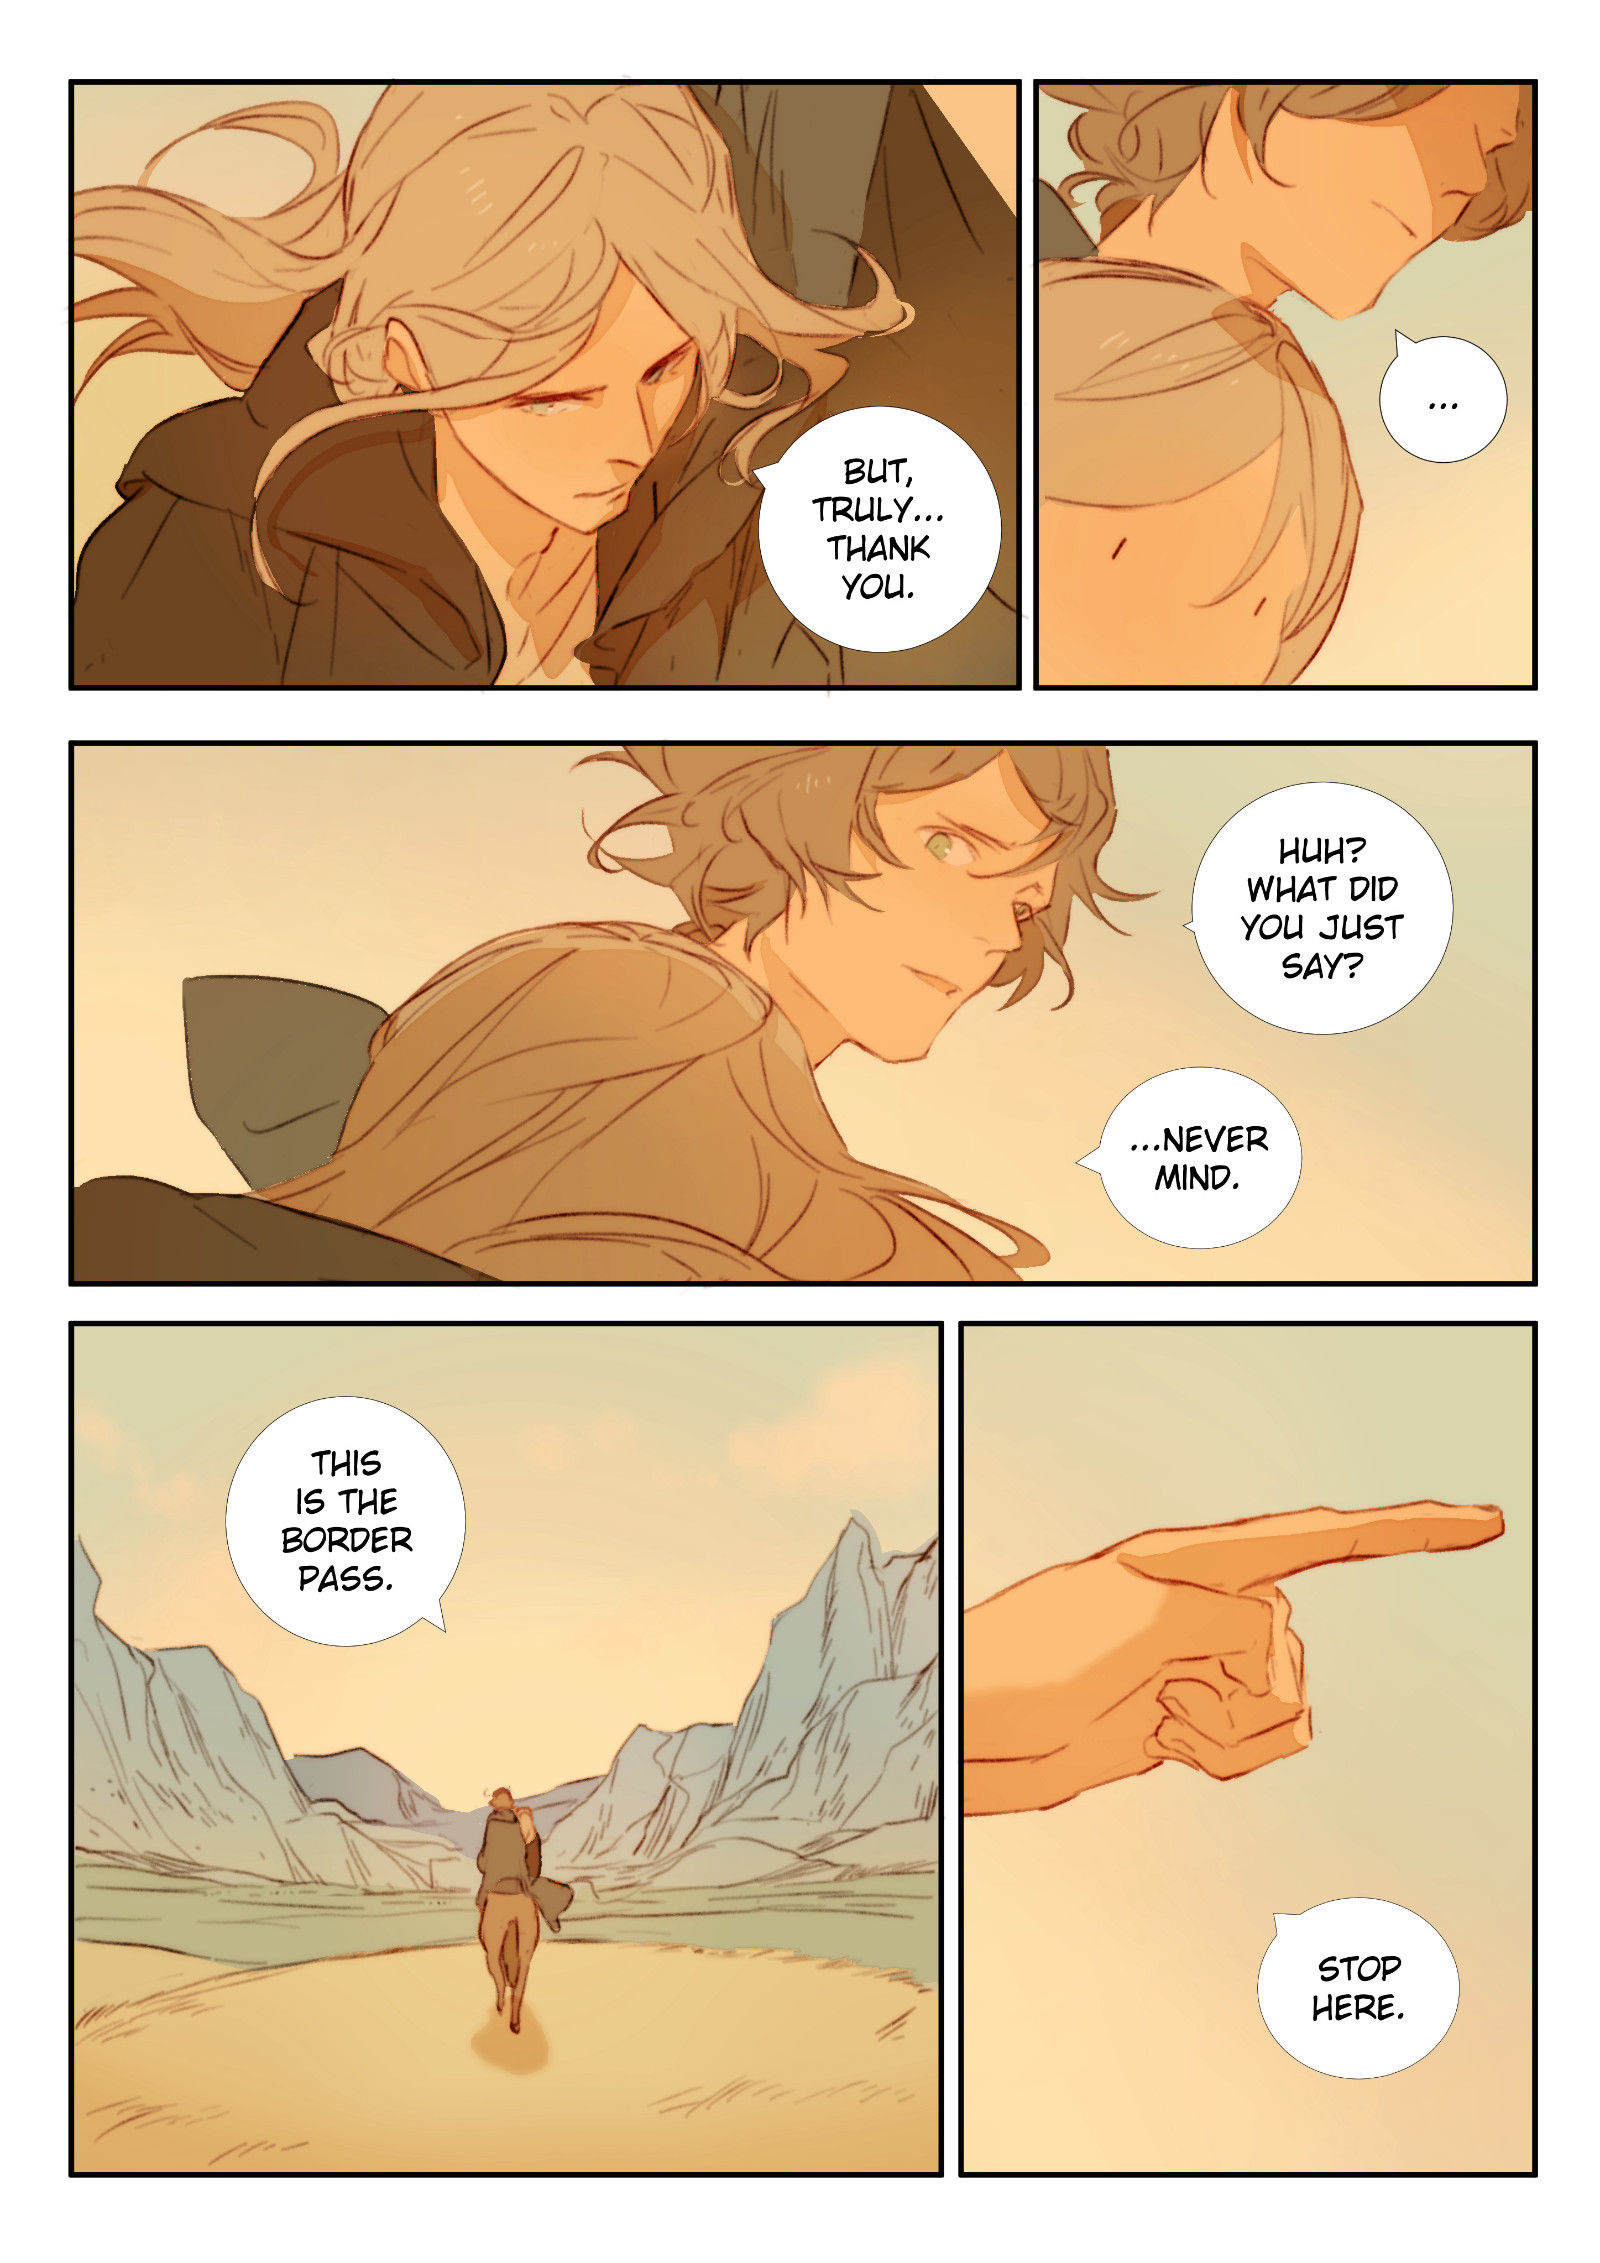 BUT,
TRULY...
THANK
YOU.
...
HUH?
WHAT DID
YOU JUST
SAY?
...NEVER
MIND.
THIS
IS THE
BORDER
PASS.
STOP
HERE.